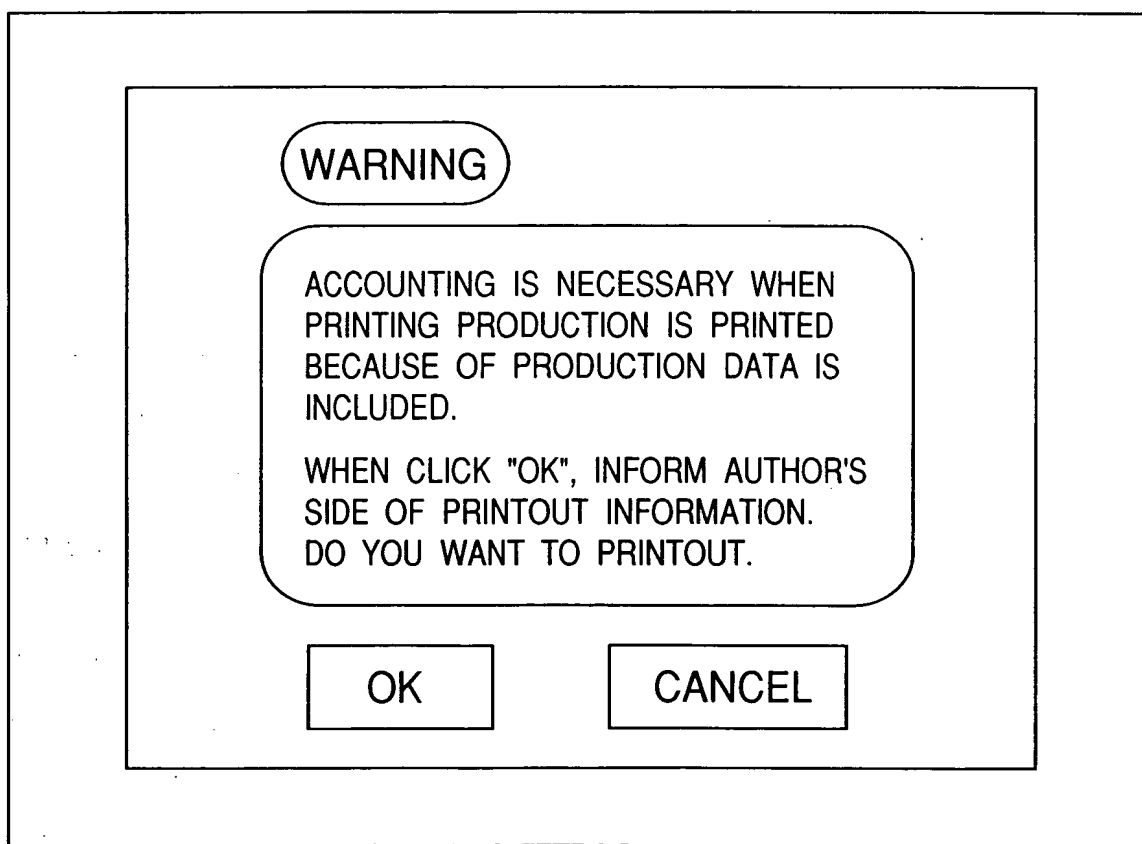 WARNING
ACCOUNTING IS NECESSARY WHEN
PRINTING PRODUCTION IS PRINTED
BECAUSE OF PRODUCTION DATA IS
INCLUDED.
WHEN CLICK "OK", INFORM AUTHOR'S
SIDE OF PRINTOUT INFORMATION.
DO YOU WANT TO PRINTOUT.
OK
CANCEL